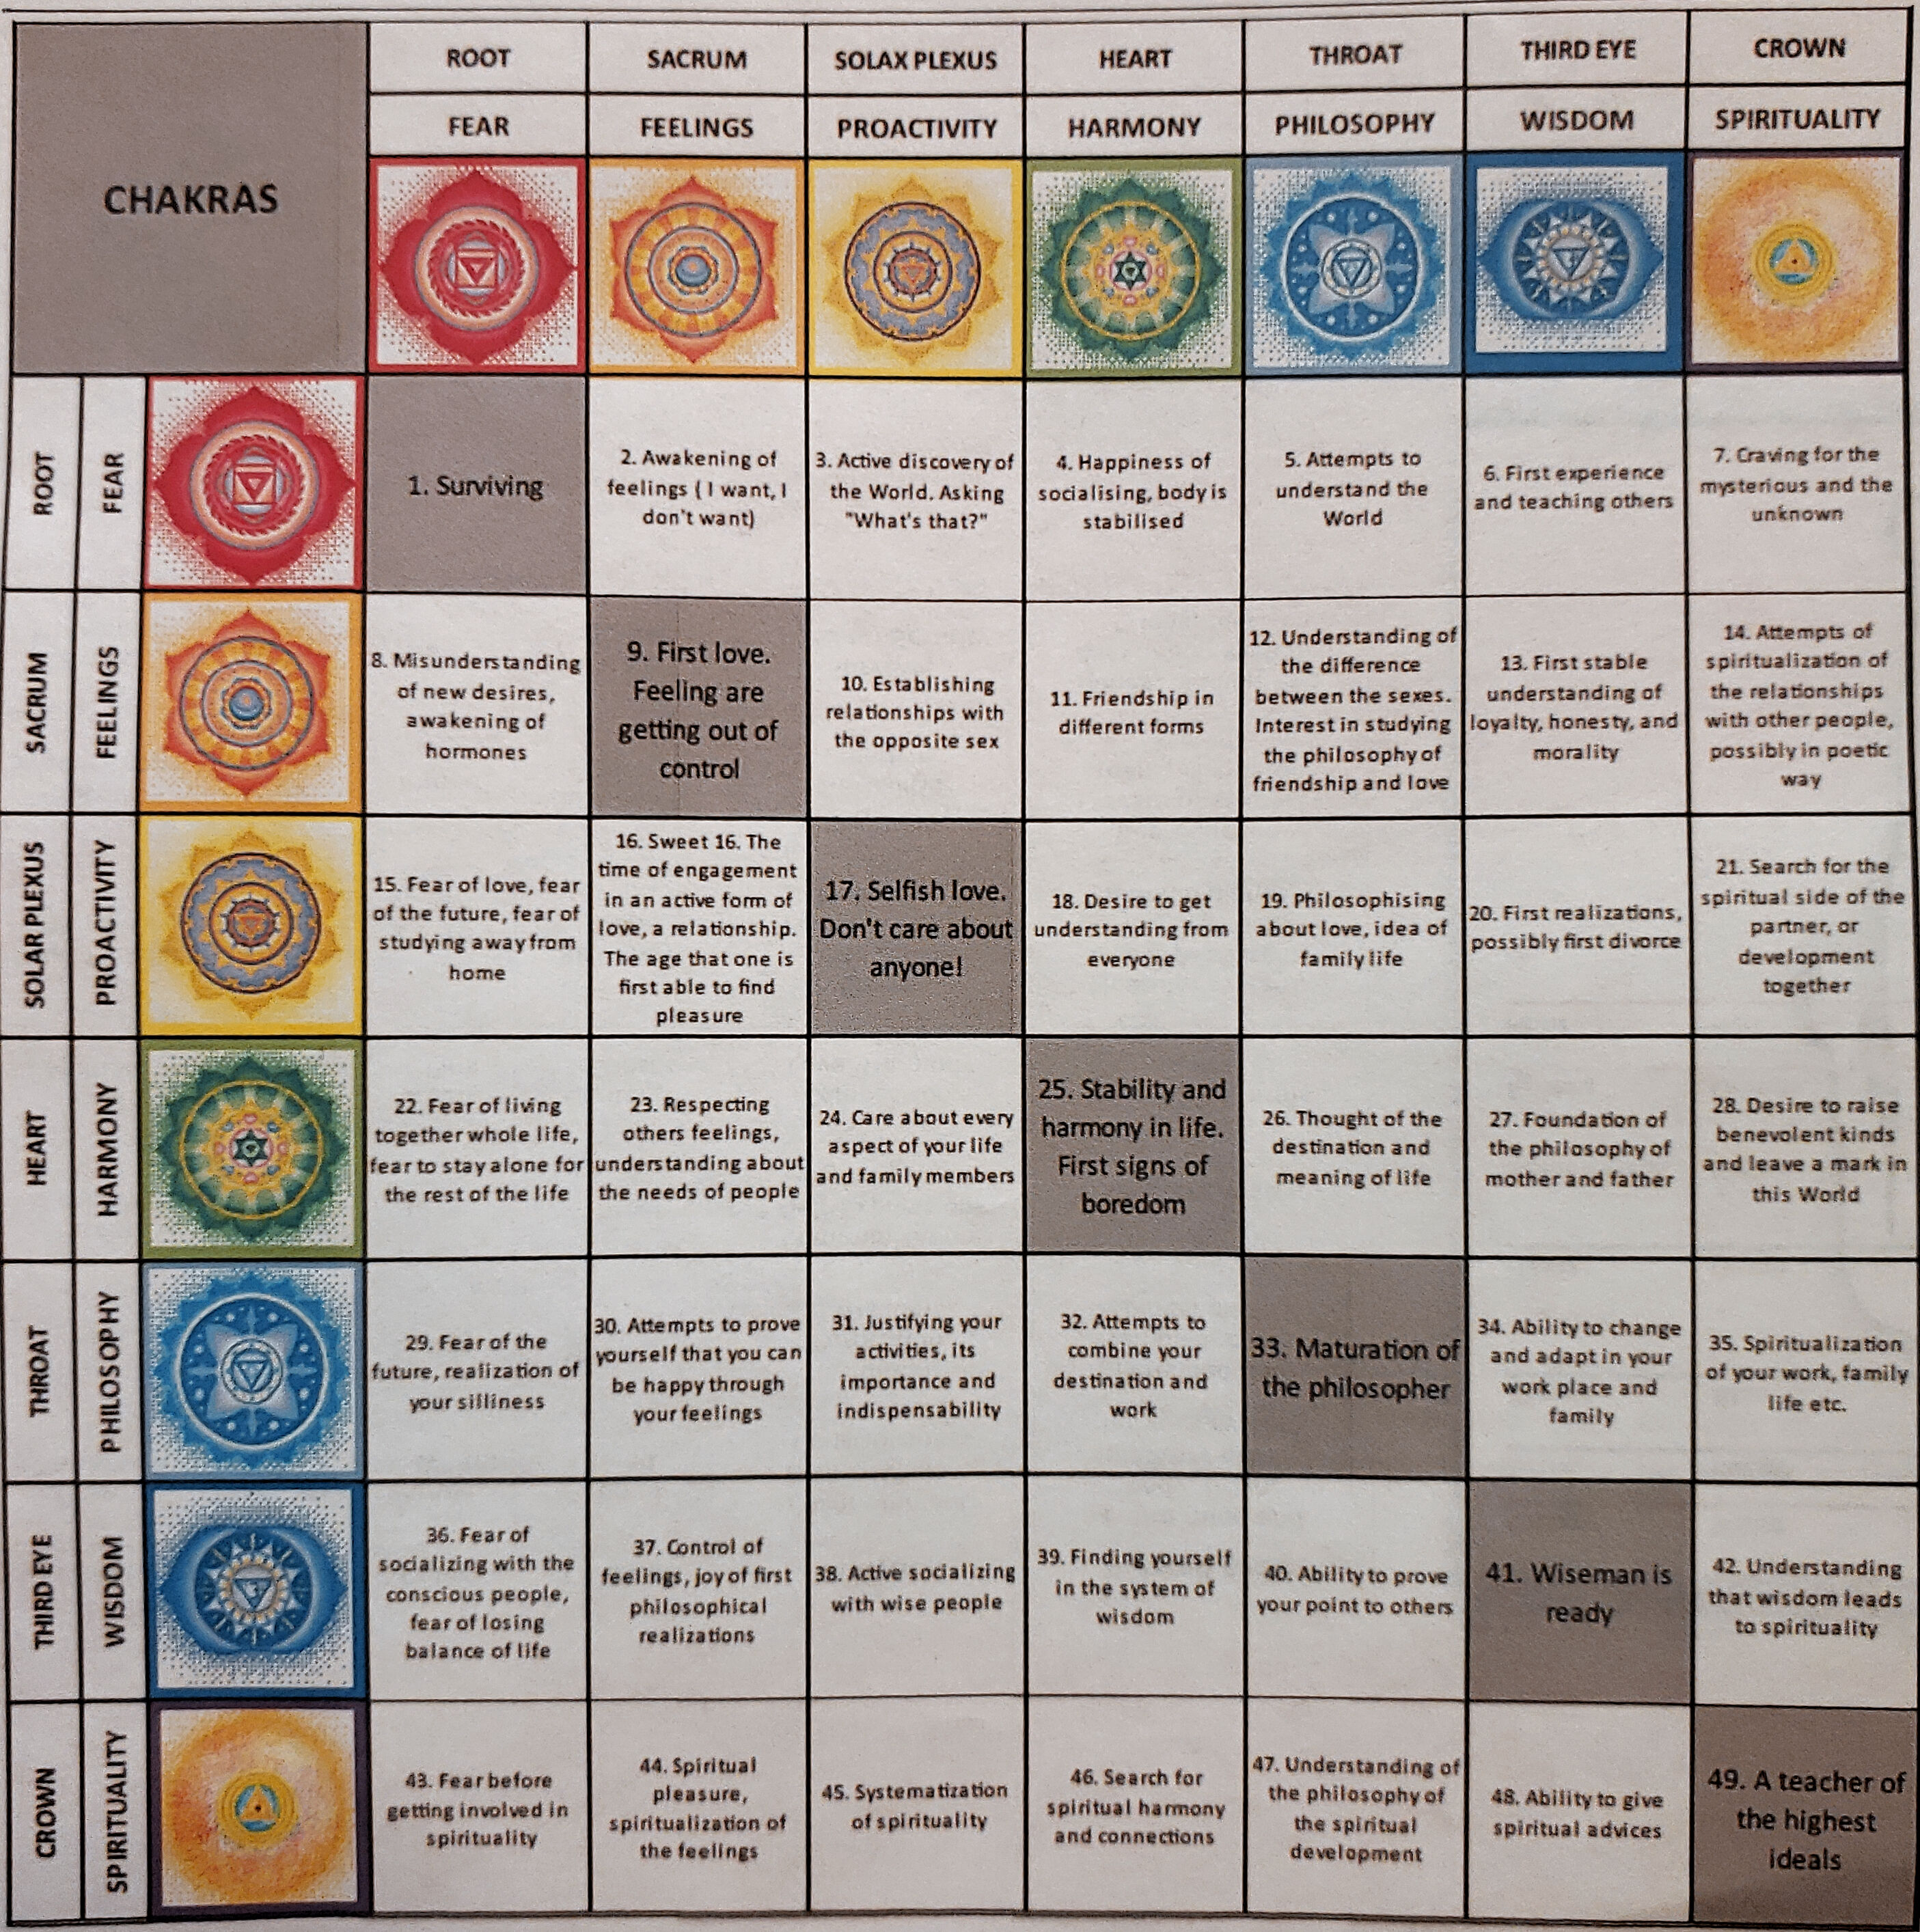 CHAKRAS
ROOT
SACRUM
SOLAX PLEXUS
HEART
THROAT
THIRD EYE
CROWN
FEAR
FEELINGS
PROACTIVITY
HARMONY
PHILOSOPHY
WISDOM
SPIRITUALITY
ROOT
FEAR
1. Surviving
2. Awakening of
feelings ( I want, I
don't want)
3. Active discovery of
the World. Asking
"What's that?"
4. Happiness of
socialising, body is
stabilised
5. Attempts to
understand the
World
6. First experience
and teaching others
7. Craving for the
mysterious and the
unknown
SACRUM
FEELINGS
8. Misunderstanding
of new desires,
awakening of
hormones
9. First love.
Feeling are
getting out of
control
10. Establishing
relationships with
the opposite sex
11. Friendship in
different forms
12. Understanding of
the difference
between the sexes.
Interest in studying
the philosophy of
friendship and love
13. First stable
understanding of
loyalty, honesty, and
morality
14. Attempts of
spiritualization of
the relationships
with other people,
possibly in poetic
way
SOLAR PLEXUS
PROACTIVITY
15. Fear of love, fear
of the future, fear of
studying away from
home
16. Sweet 16. The
time of engagement
in an active form of
love, a relationship.
The age that one is
first able to find
pleasure
17. Selfish love.
Don't care about
anyone!
18. Desire to get
understanding from
everyone
19. Philosophising
about love, idea of
family life
20. First realizations,
possibly first divorce
21. Search for the
spiritual side of the
partner, or
development
together
HEART
HARMONY
22. Fear of living
together whole life,
fear to stay alone for
the rest of the life
23. Respecting
others feelings,
understanding about
the needs of people
24. Care about every
aspect of your life
and family members
25. Stability and
harmony in life.
First signs of
boredom
26. Thought of the
destination and
meaning of life
27. Foundation of
the philosophy of
mother and father
28. Desire to raise
benevolent kinds
and leave a mark in
this World
THROAT
PHILOSOPHY
29. Fear of the
future, realization of
your silliness
30. Attempts to prove
yourself that you can
be happy through
your feelings
31. Justifying your
activities, its
importance and
indispensability
32. Attempts to
combine your
destination and
work
33. Maturation of
the philosopher
34. Ability to change
and adapt in your
work place and
family
35. Spiritualization
of your work, family
life etc.
THIRD EYE
WISDOM
36. Fear of
socializing with the
conscious people,
fear of losing
balance of life
37. Control of
feelings, joy of first
philosophical
realizations
38. Active socializing
with wise people
39. Finding yourself
in the system of
wisdom
40. Ability to prove
your point to others
41. Wiseman is
ready
42. Understanding
that wisdom leads
to spirituality
CROWN
SPIRITUALITY
43. Fear before
getting involved in
spirituality
44. Spiritual
pleasure,
spiritualization of
the feelings
45. Systematization
of spirituality
46. Search for
spiritual harmony
and connections
47. Understanding of
the philosophy of
the spiritual
development
48. Ability to give
spiritual advices
49. A teacher of
the highest
ideals